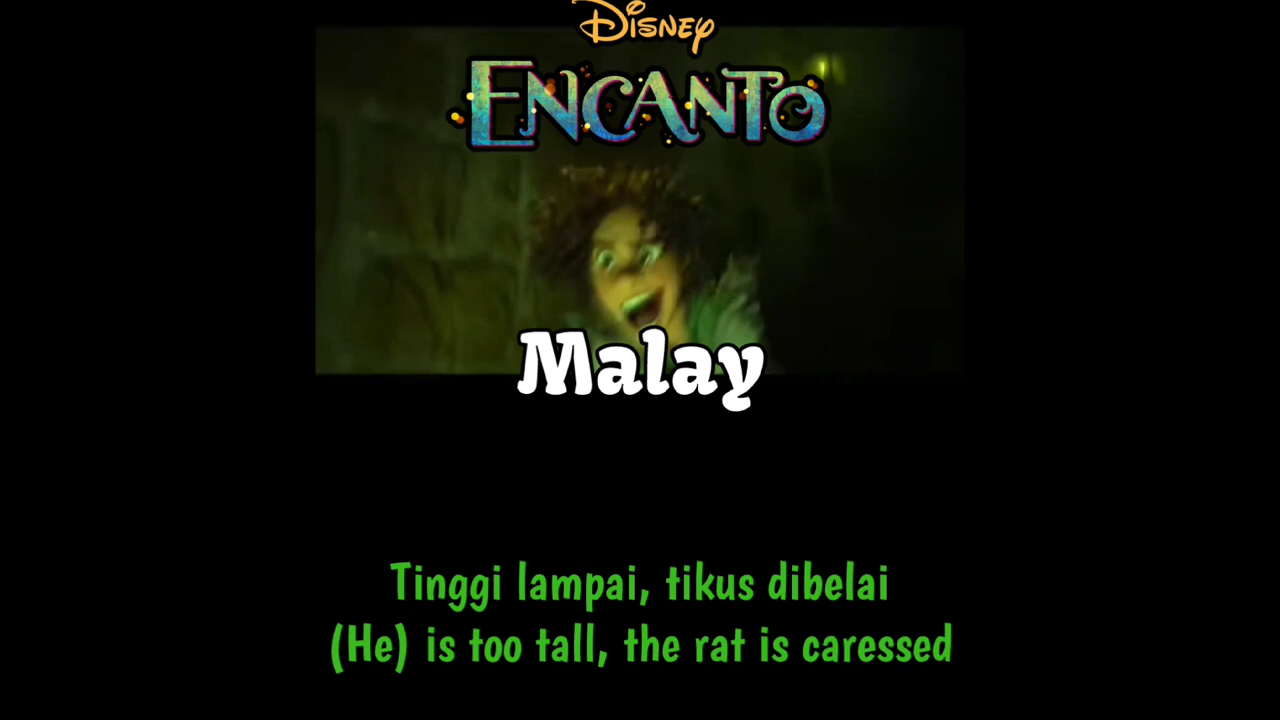 Disney
ENCANTO
Malay
Tinggi lampai, tikus dibelai
(He) is too tall, the rat is caressed